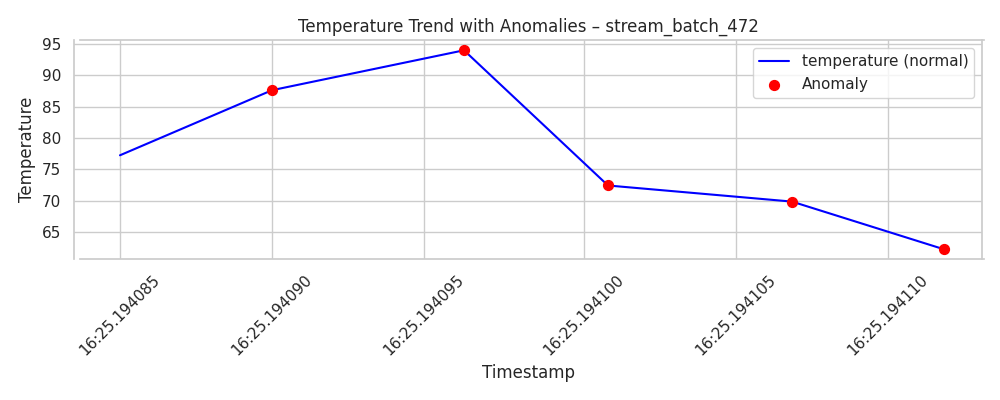 Temperature Trend with Anomalies – stream_batch_472
temperature (normal)
Anomaly
Temperature
95
90
85
80
75
70
65
16:25.194085
16:25.194090
16:25.194095
16:25.194100
16:25.194105
16:25.194110
Timestamp